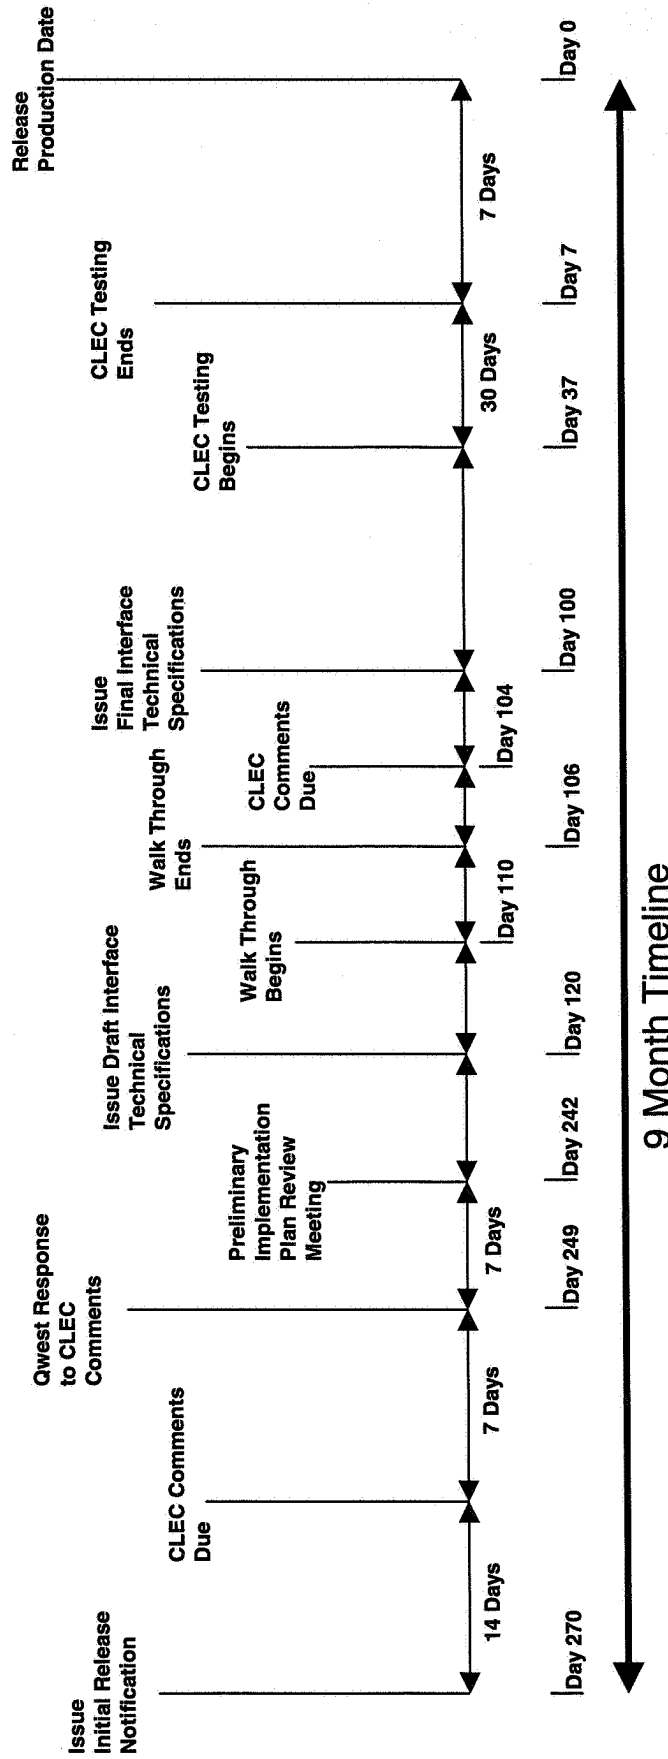 Issue
Initial Release
Notification
CLEC Comments
Due
Qwest Response
to CLEC
Comments
Preliminary
Implementation
Plan Review
Meeting
Issue Draft Interface
Technical
Specifications
Walk Through
Begins
Walk Through
Ends
CLEC
Comments
Due
Issue
Final Interface
Technical
Specifications
CLEC Testing
Begins
CLEC Testing
Ends
Release
Production Date
14 Days
7 Days
7 Days
30 Days
7 Days
Day 270
Day 249
Day 242
Day 120
Day 110
Day 106
Day 104
Day 100
Day 37
Day 7
Day 0
9 Month Timeline